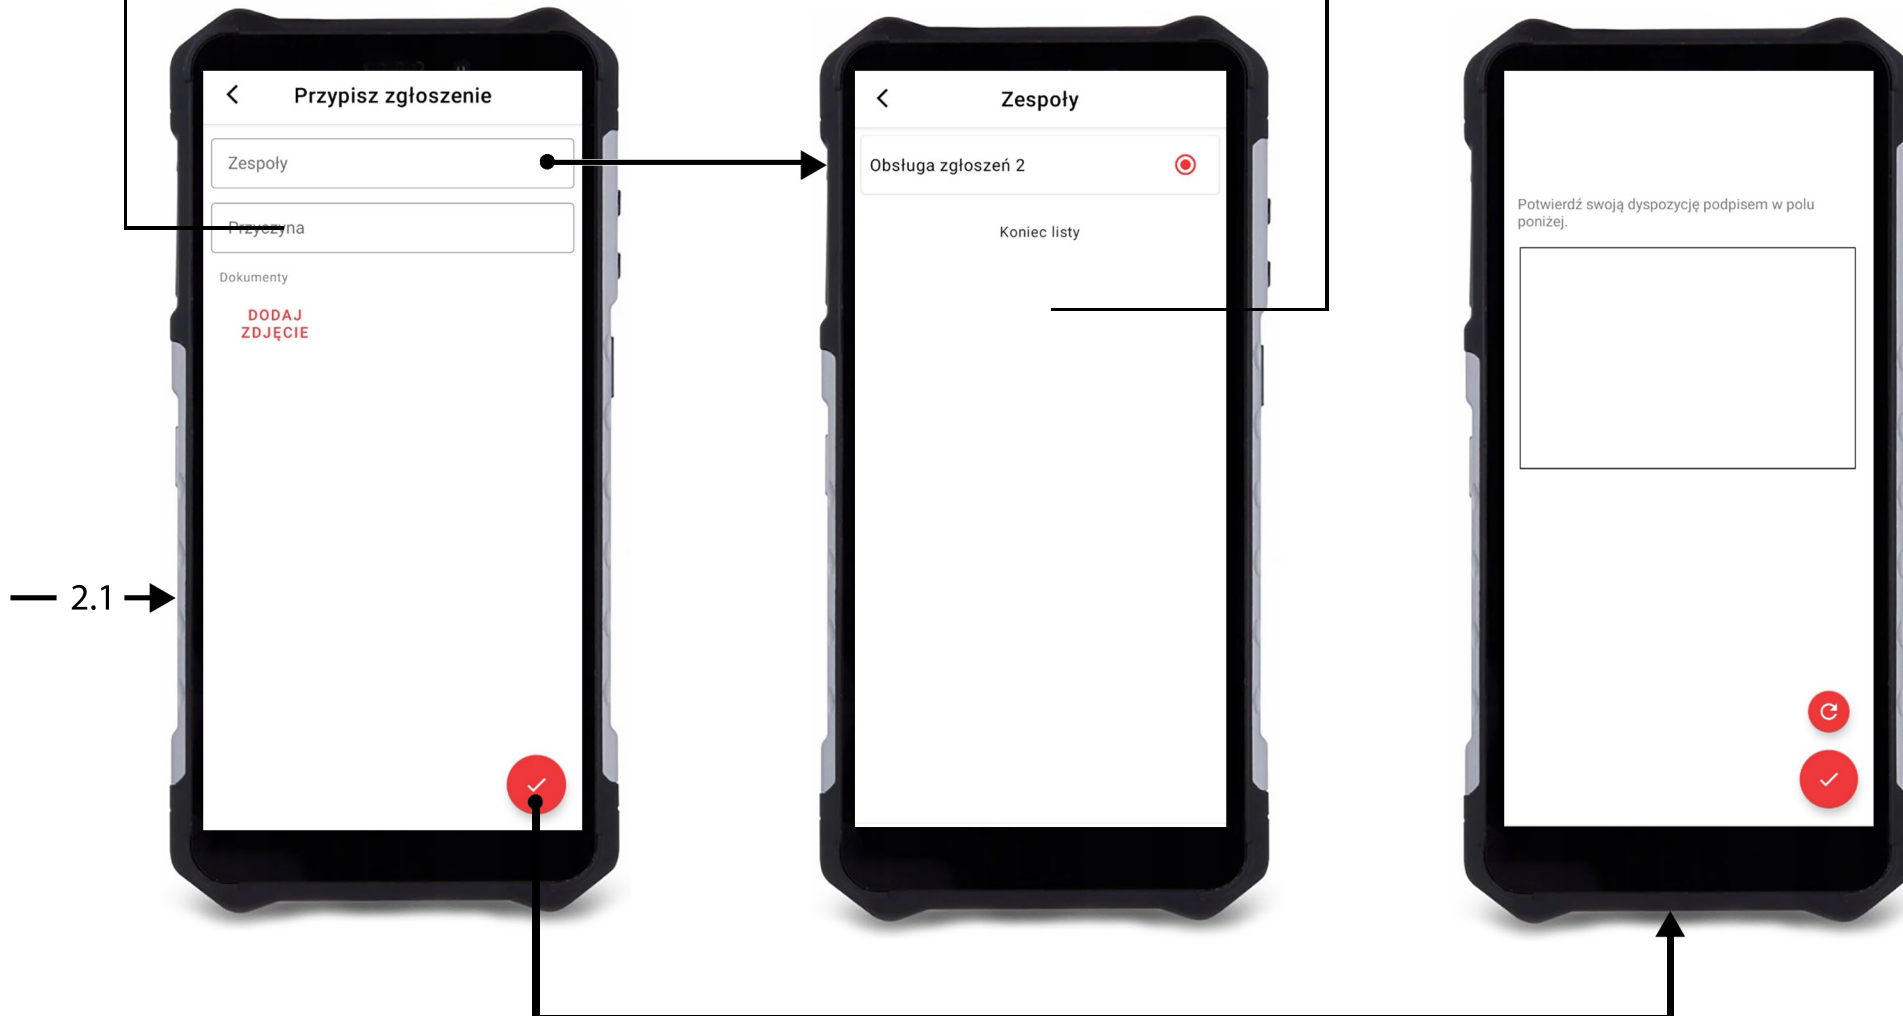 Przypisz zgłoszenie
Zespoły
Przyczyna
Dokumenty
DODAJ
ZDJĘCIE
2.1
Zespoły
Obsługa zgłoszeń 2
Koniec listy
Potwierdź swoją dyspozycję podpisem w polu
poniżej.